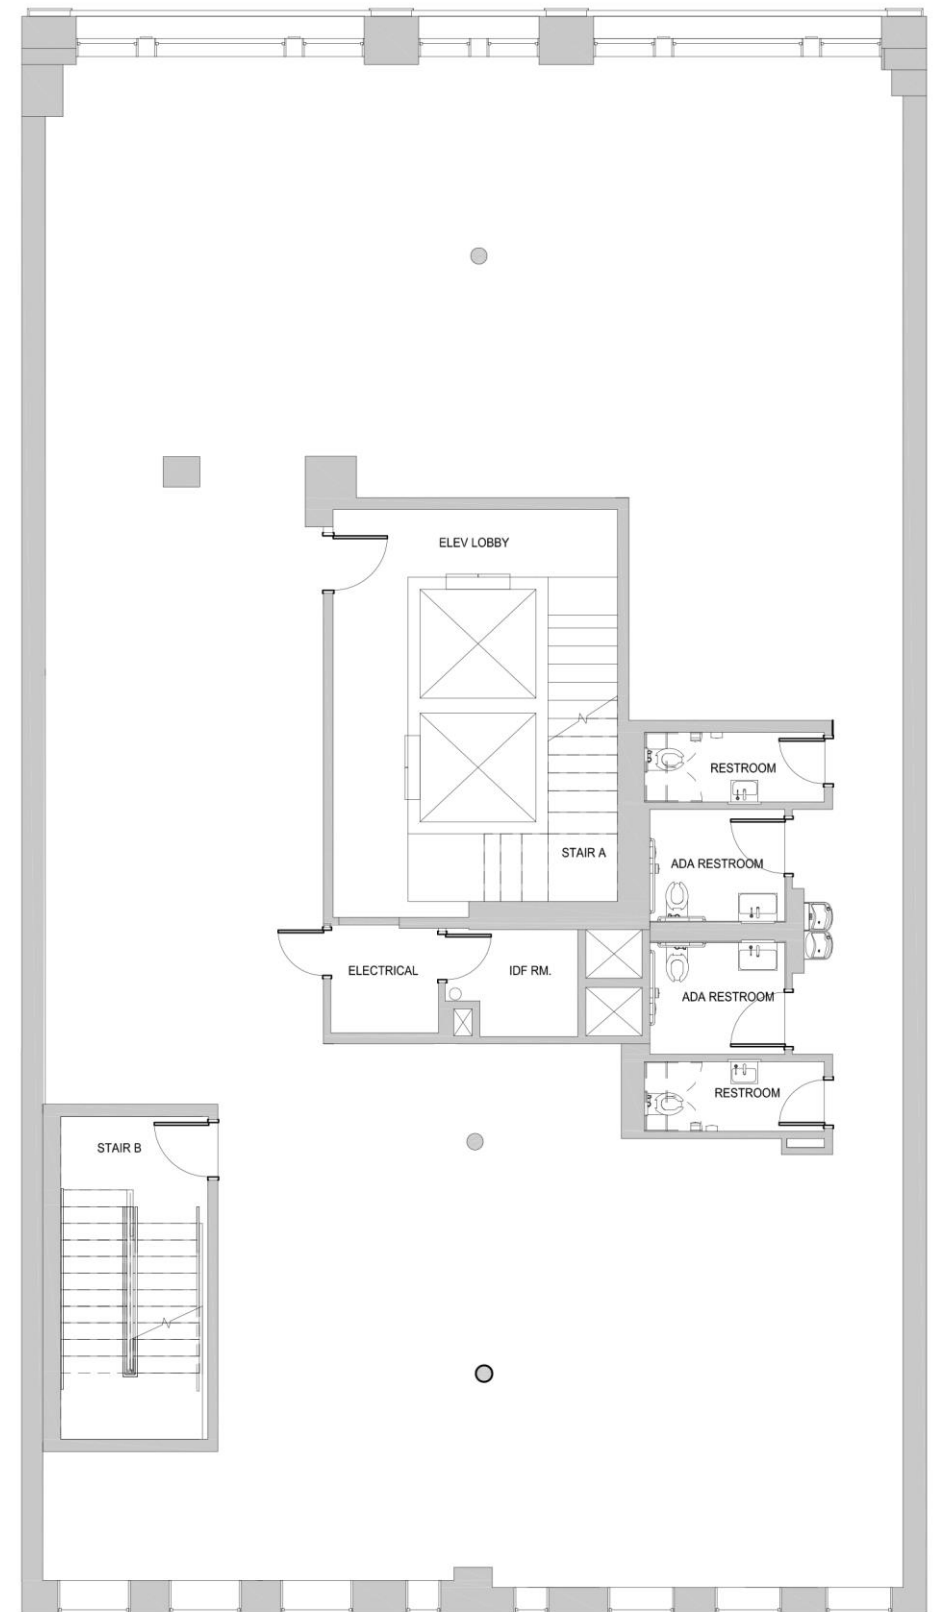 ELEV LOBBY
RESTROOM
STAIR A
ADA RESTROOM
ELECTRICAL
IDF RM.
ADA RESTROOM
RESTROOM
STAIR B